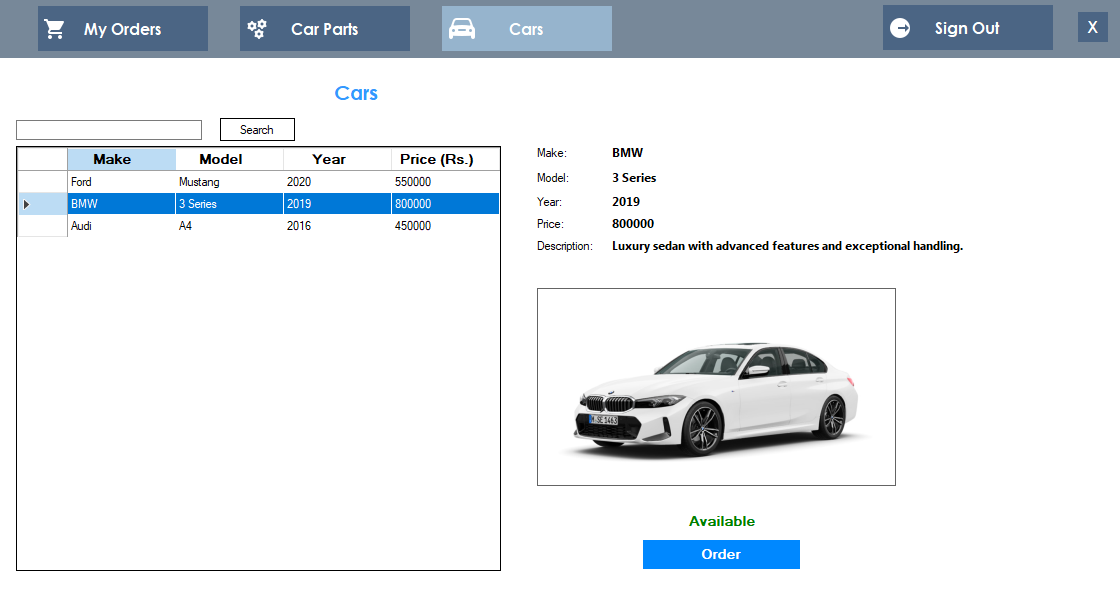 My Orders Car Parts Cars Sign Out X
Cars
Search
Make Model Year Price (Rs.)
Ford Mustang 2020 550000
BMW 3 Series 2019 800000
Audi A4 2016 450000
Make: BMW
Model: 3 Series
Year: 2019
Price: 800000
Description: Luxury sedan with advanced features and exceptional handling.
M·SE 1463
Available
Order